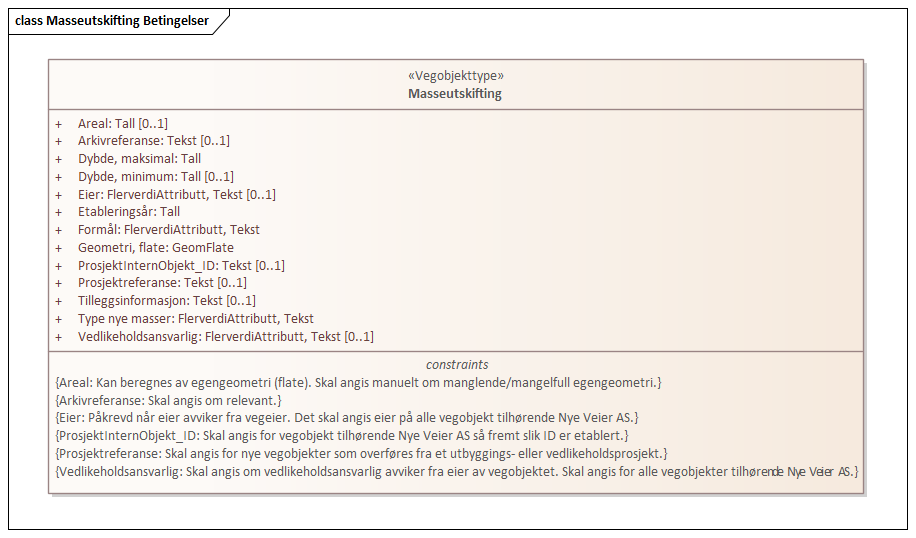 class Masseutskifting Betingelser
«Vegobjekttype»
Masseutskifting
+ Areal: Tall [0..1]
+ Arkivreferanse: Tekst [0..1]
+ Dybde, maksimal: Tall
+ Dybde, minimum: Tall [0..1]
+ Eier: FlerverdiAttributt, Tekst [0..1]
+ Etableringsår: Tall
+ Formål: FlerverdiAttributt, Tekst
+ Geometri, flate: GeomFlate
+ ProsjektInternObjekt_ID: Tekst [0..1]
+ Prosjektreferanse: Tekst [0..1]
+ Tilleggsinformasjon: Tekst [0..1]
+ Type nye masser: FlerverdiAttributt, Tekst
+ Vedlikeholdsansvarlig: FlerverdiAttributt, Tekst [0..1]
constraints
{Areal: Kan beregnes av egengeometri (flate). Skal angis manuelt om manglende/mangelfull egengeometri.}
{Arkivreferanse: Skal angis om relevant.}
{Eier: Påkrevd når eier avviker fra vegeier. Det skal angis eier på alle vegobjekt tilhørende Nye Veier AS.}
{ProsjektInternObjekt_ID: Skal angis for vegobjekt tilhørende Nye Veier AS så fremt slik ID er etablert.}
{Prosjektreferanse: Skal angis for nye vegobjekter som overføres fra et utbyggings- eller vedlikeholdsprosjekt.}
{Vedlikeholdsansvarlig: Skal angis om vedlikeholdsansvarlig avviker fra eier av vegobjektet. Skal angis for alle vegobjekter tilhørende Nye Veier AS.}